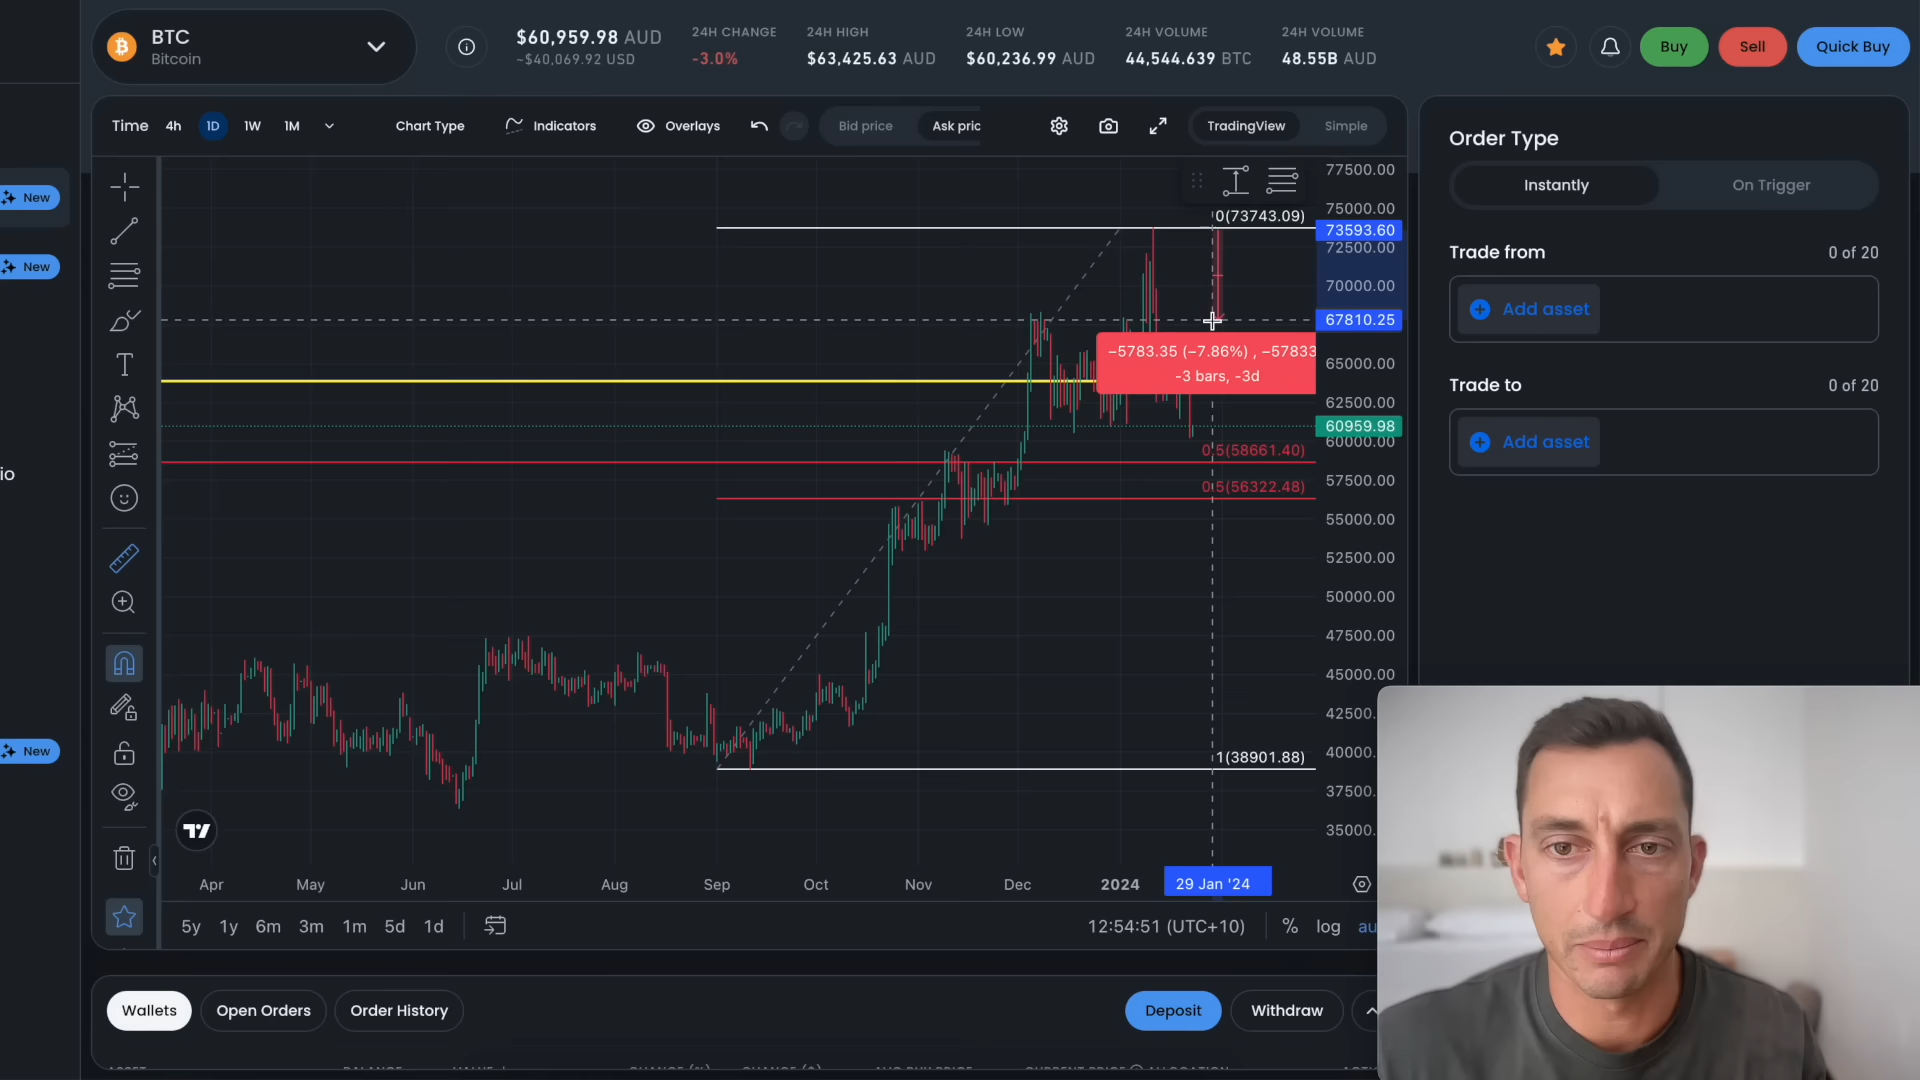 BTC
Bitcoin
$60,959.98 AUD
~$40,069.92 USD
24H CHANGE
-3.0%
24H HIGH
$63,425.63 AUD
24H LOW
$60,236.99 AUD
24H VOLUME
44,544.639 BTC
24H VOLUME
48.55B AUD
Buy
Sell
Quick Buy
Time
4h
1D
1W
1M
Chart Type
Indicators
Overlays
Bid price
Ask pric
TradingView
Simple
New
New
io
New
77500.00
75000.00
73593.60
72500.00
70000.00
67810.25
65000.00
62500.00
60959.98
60000.00
57500.00
55000.00
52500.00
50000.00
47500.00
45000.00
42500.
40000.
37500.
35000.
0(73743.09)
−5783.35 (−7.86%) , −57833
-3 bars, -3d
0.5(58661.40)
0.5(56322.48)
1(38901.88)
Apr
May
Jun
Jul
Aug
Sep
Oct
Nov
Dec
2024
29 Jan '24
5y
1y
6m
3m
1m
5d
1d
12:54:51 (UTC+10)
%
log
au
Order Type
Instantly
On Trigger
Trade from
0 of 20
Add asset
Trade to
0 of 20
Add asset
Wallets
Open Orders
Order History
Deposit
Withdraw